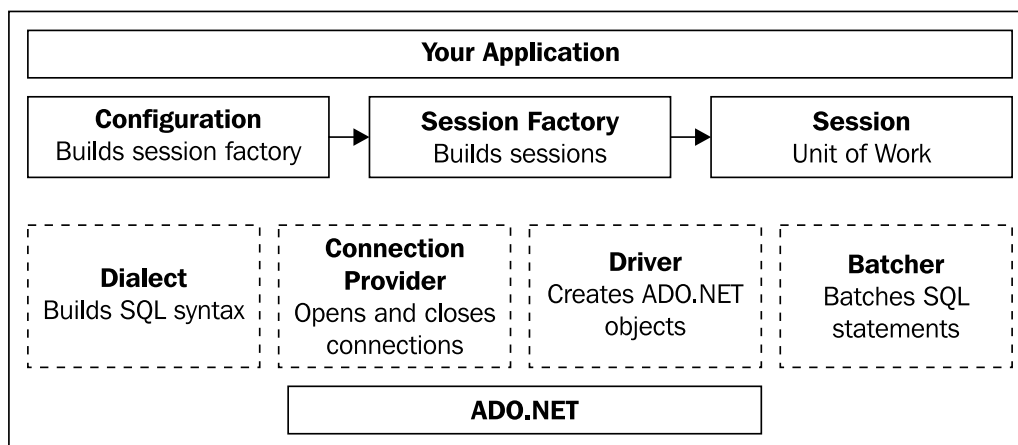 Your Application
Configuration
Builds session factory
Session Factory
Builds sessions
Session
Unit of Work
Dialect
Builds SQL syntax
Connection
Provider
Opens and closes
connections
Driver
Creates ADO.NET
objects
Batcher
Batches SQL
statements
ADO.NET